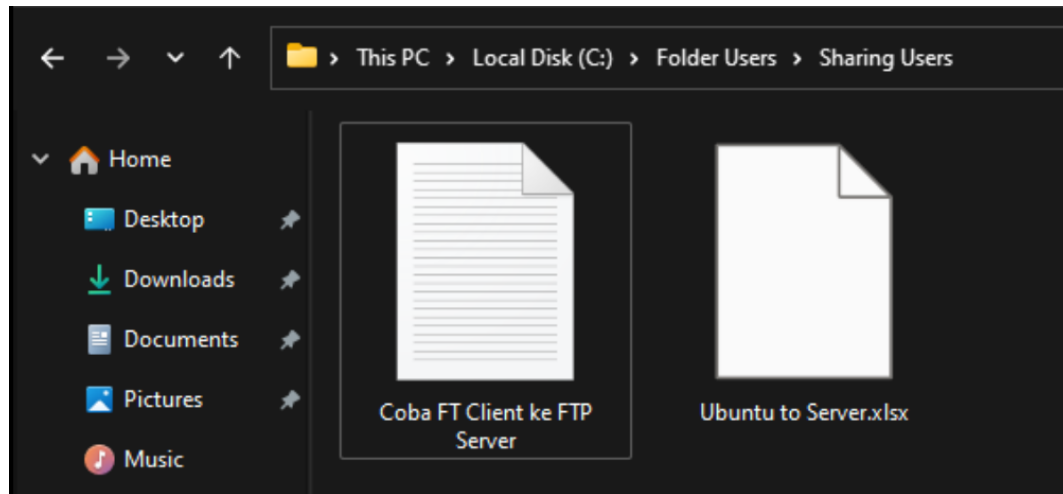 This PC > Local Disk (C:) > Folder Users > Sharing Users
Home
Desktop
Downloads
Documents
Pictures
Music
Coba FT Client ke FTP
Server
Ubuntu to Server.xlsx